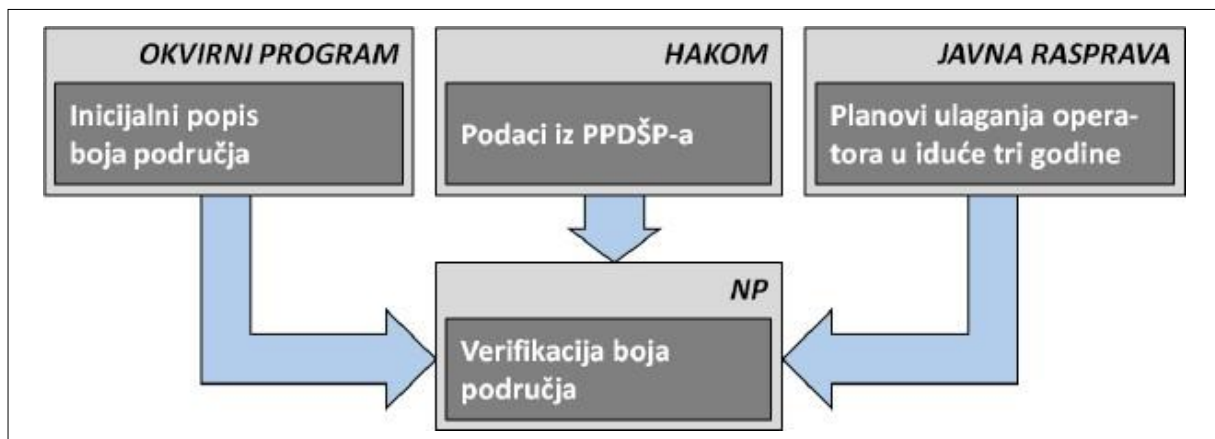 OKVIRNI PROGRAM
Inicijalni popis
boja područja
HAKOM
Podaci iz PPDŠP-a
JAVNA RASPRAVA
Planovi ulaganja opera-
tora u iduće tri godine
NP
Verifikacija boja
područja